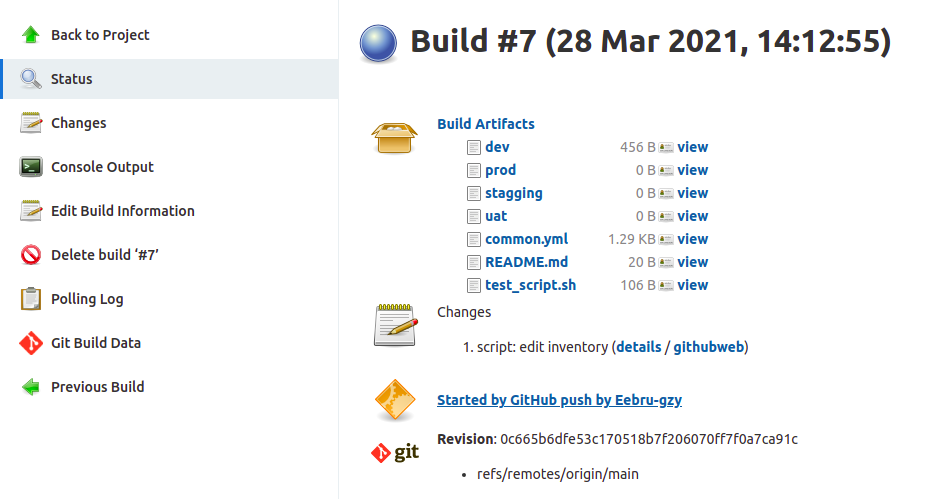 Back to Project
Status
Changes
Console Output
Edit Build Information
Delete build ‘#7’
Polling Log
Git Build Data
Previous Build
Build #7 (28 Mar 2021, 14:12:55)
Build Artifacts
dev 456 B view
prod 0 B view
stagging 0 B view
uat 0 B view
common.yml 1.29 KB view
README.md 20 B view
test_script.sh 106 B view
Changes
1. script: edit inventory (details / githubweb)
Started by GitHub push by Eebru-gzy
git
Revision: 0c665b6dfe53c170518b7f206070ff7f0a7ca91c
• refs/remotes/origin/main